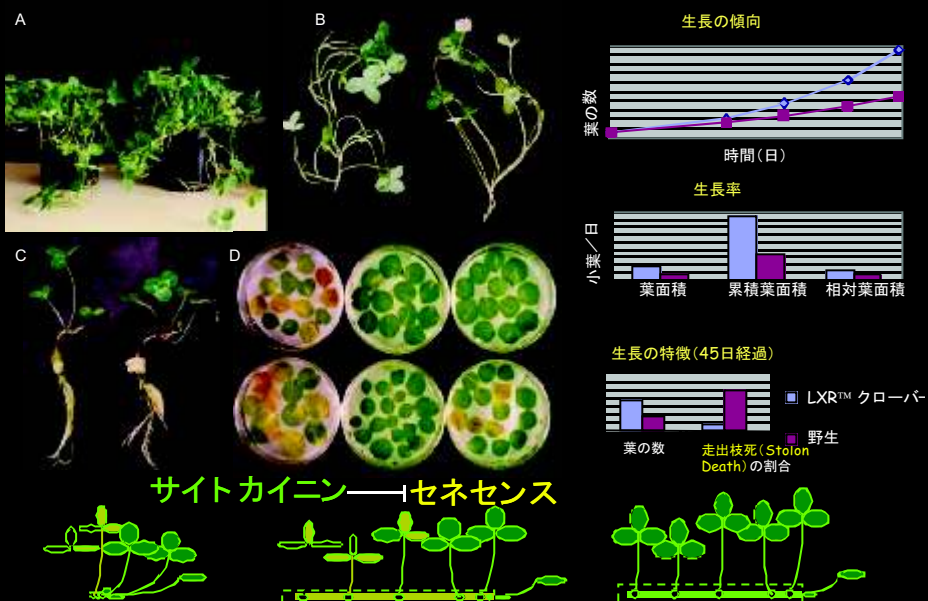 A
B
生長の傾向
葉の数
時間(日)
生長率
小葉/日
葉面積
累積葉面積
相対葉面積
C
D
生長の特徴(45日経過)
LXR™ クローバー
野生
葉の数
走出枝死(Stolon
Death)の割合
サイトカイニン
セネセンス